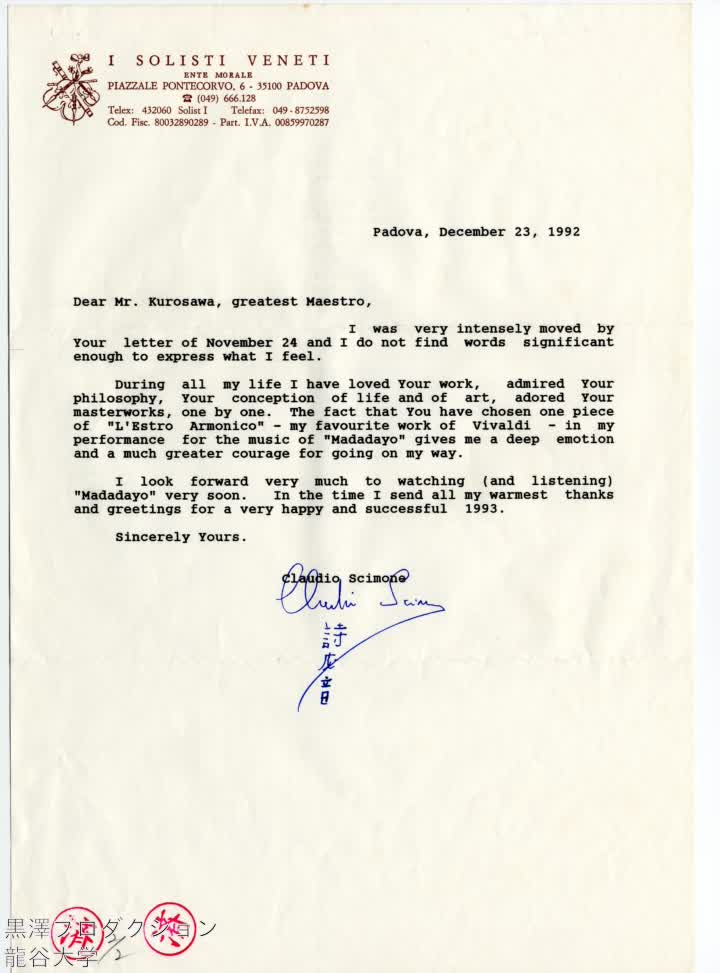 I SOLISTI VENETI
ENTE MORALE
PIAZZALE PONTECORVO, 6 - 35100 PADOVA
☎ (049) 666.128
Telex: 432060 Solist I Telefax: 049 - 8752598
Cod. Fisc. 80032890289 - Part. I.V.A. 00859970287
Padova, December 23, 1992
Dear Mr. Kurosawa, greatest Maestro,
I was very intensely moved by
Your letter of November 24 and I do not find words significant
enough to express what I feel.
During all my life I have loved Your work, admired Your
philosophy, Your conception of life and of art, adored Your
masterworks, one by one. The fact that You have chosen one piece
of "L'Estro Armonico" - my favourite work of Vivaldi - in my
performance for the music of "Madadayo" gives me a deep emotion
and a much greater courage for going on my way.
I look forward very much to watching (and listening)
"Madadayo" very soon. In the time I send all my warmest thanks
and greetings for a very happy and successful 1993.
Sincerely Yours.
Claudio Scimone
詩
音
黒澤プロダクション
龍谷大学